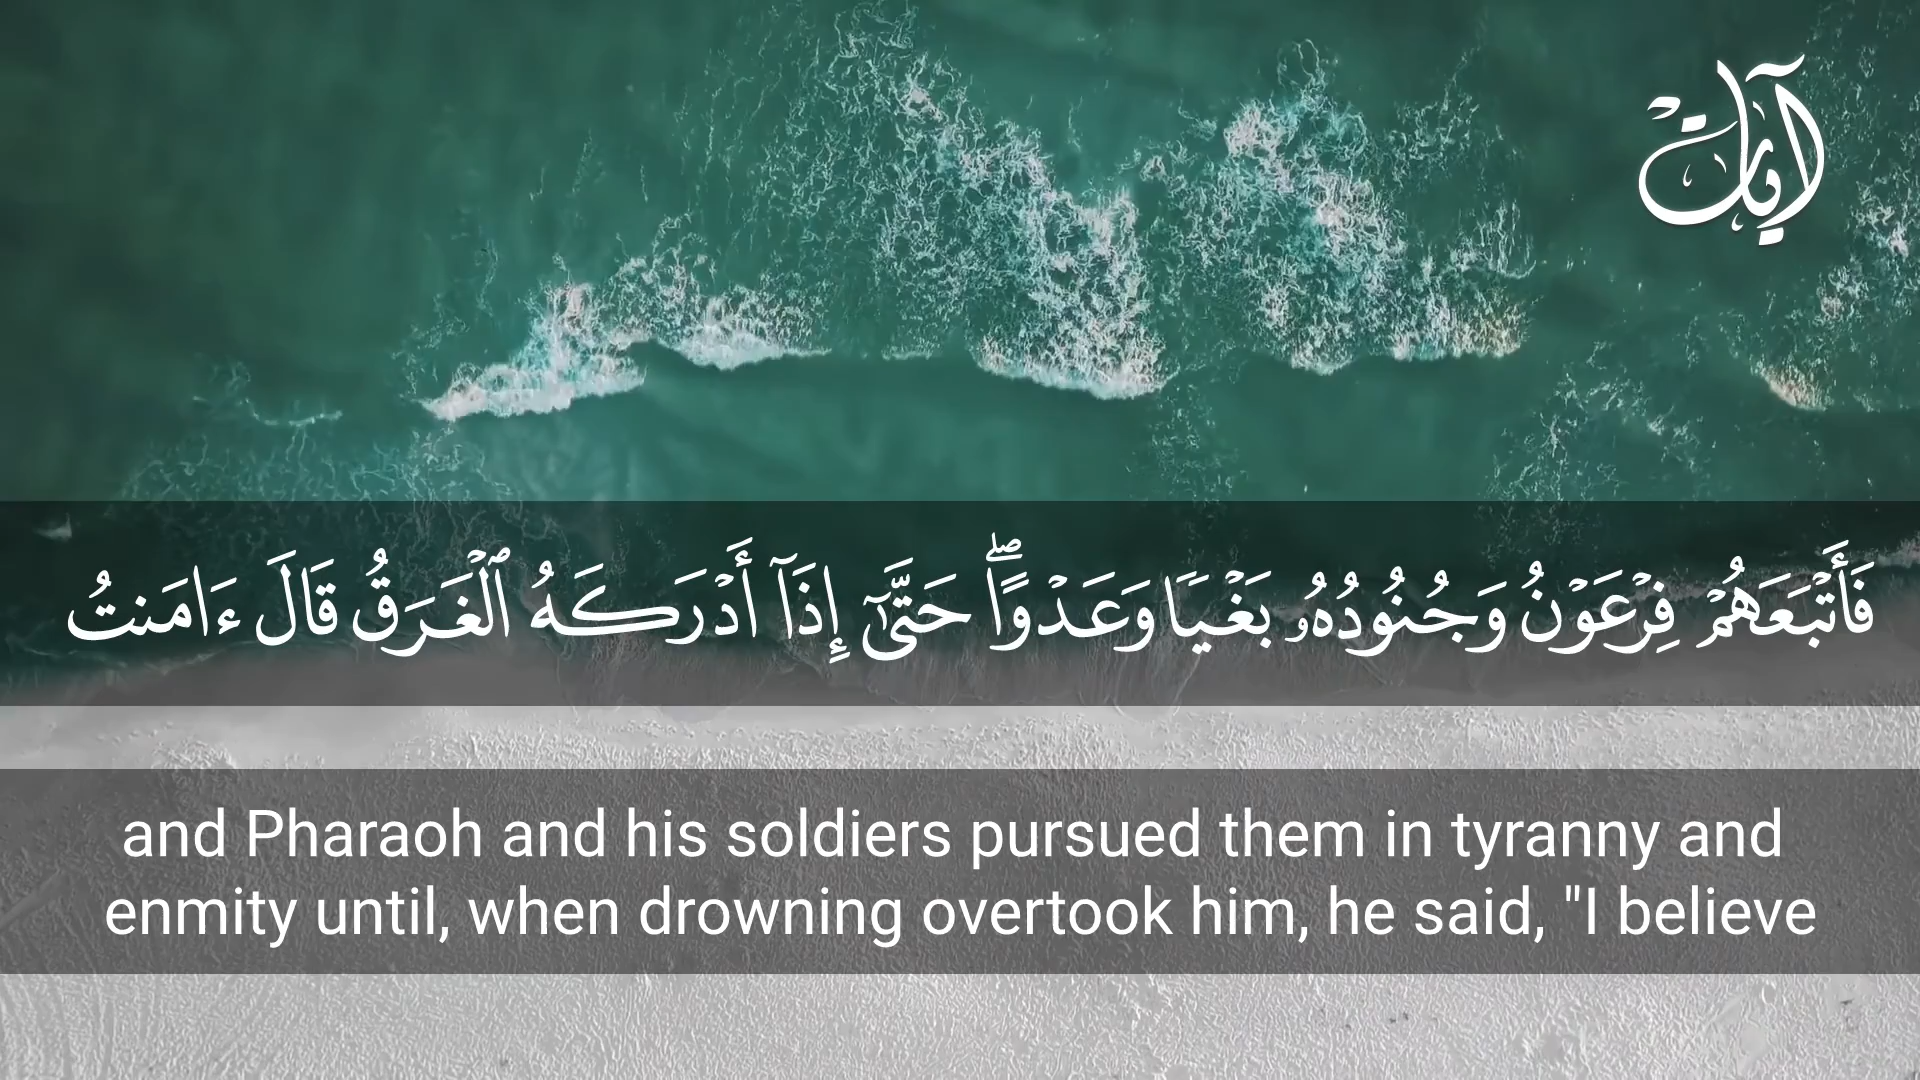 آيات
فَأَتۡبَعَهُمۡ فِرۡعَوۡنُ وَجُنُودُهُۥ بَغۡيٗا وَعَدۡوًاۖ حَتَّىٰٓ إِذَآ أَدۡرَكَهُ ٱلۡغَرَقُ قَالَ ءَامَنتُ
and Pharaoh and his soldiers pursued them in tyranny and
enmity until, when drowning overtook him, he said, "I believe